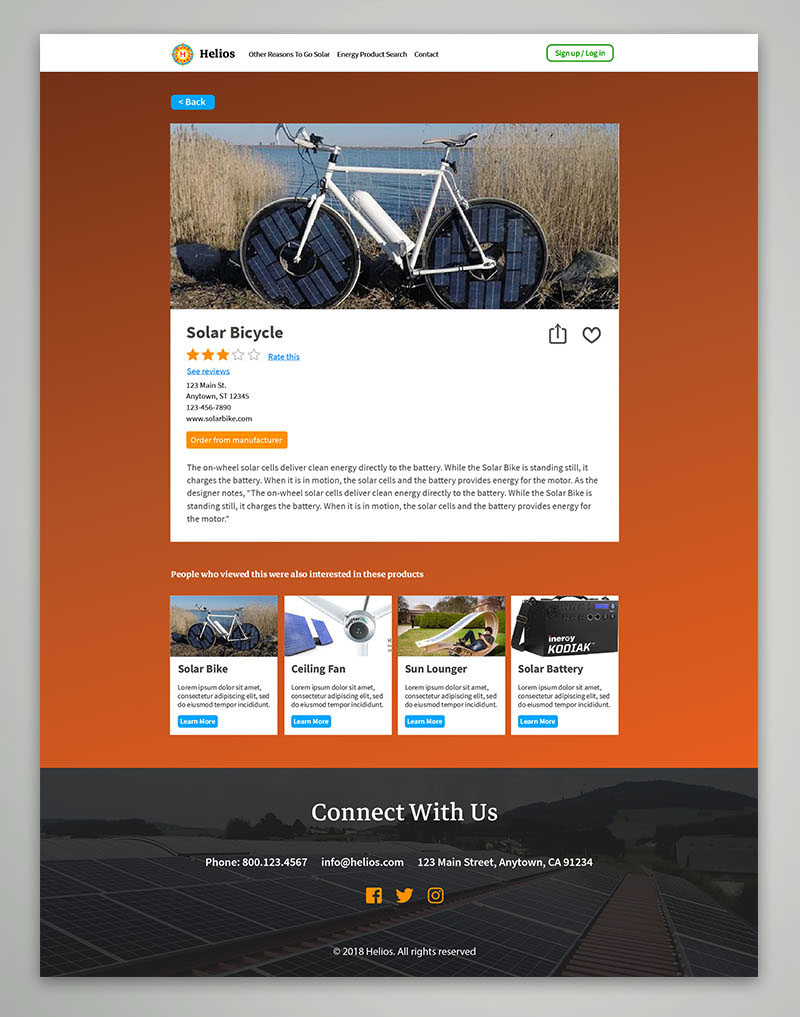 Helios
Other Reasons To Go Solar Energy Product Search Contact
Sign up / Log in
< Back
Solar Bicycle
Rate this
See reviews
123 Main St.
Anytown, ST 12345
123-456-7890
www.solarbike.com
Order from manufacturer
The on-wheel solar cells deliver clean energy directly to the battery. While the Solar Bike is standing still, it
charges the battery. When it is in motion, the solar cells and the battery provides energy for the motor. As the
designer notes, "The on-wheel solar cells deliver clean energy directly to the battery. While the Solar Bike is
standing still, it charges the battery. When it is in motion, the solar cells and the battery provides energy for
the motor."
People who viewed this were also interested in these products
Solar Bike
Lorem ipsum dolor sit amet,
consectetur adipiscing elit, sed
do eiusmod tempor incididunt.
Learn More
Ceiling Fan
Lorem ipsum dolor sit amet,
consectetur adipiscing elit, sed
do eiusmod tempor incididunt.
Learn More
Sun Lounger
Lorem ipsum dolor sit amet,
consectetur adipiscing elit, sed
do eiusmod tempor incididunt.
Learn More
ineroy
KODIAK™
Solar Battery
Lorem ipsum dolor sit amet,
consectetur adipiscing elit, sed
do eiusmod tempor incididunt.
Learn More
Connect With Us
Phone: 800.123.4567 info@helios.com 123 Main Street, Anytown, CA 91234
© 2018 Helios. All rights reserved